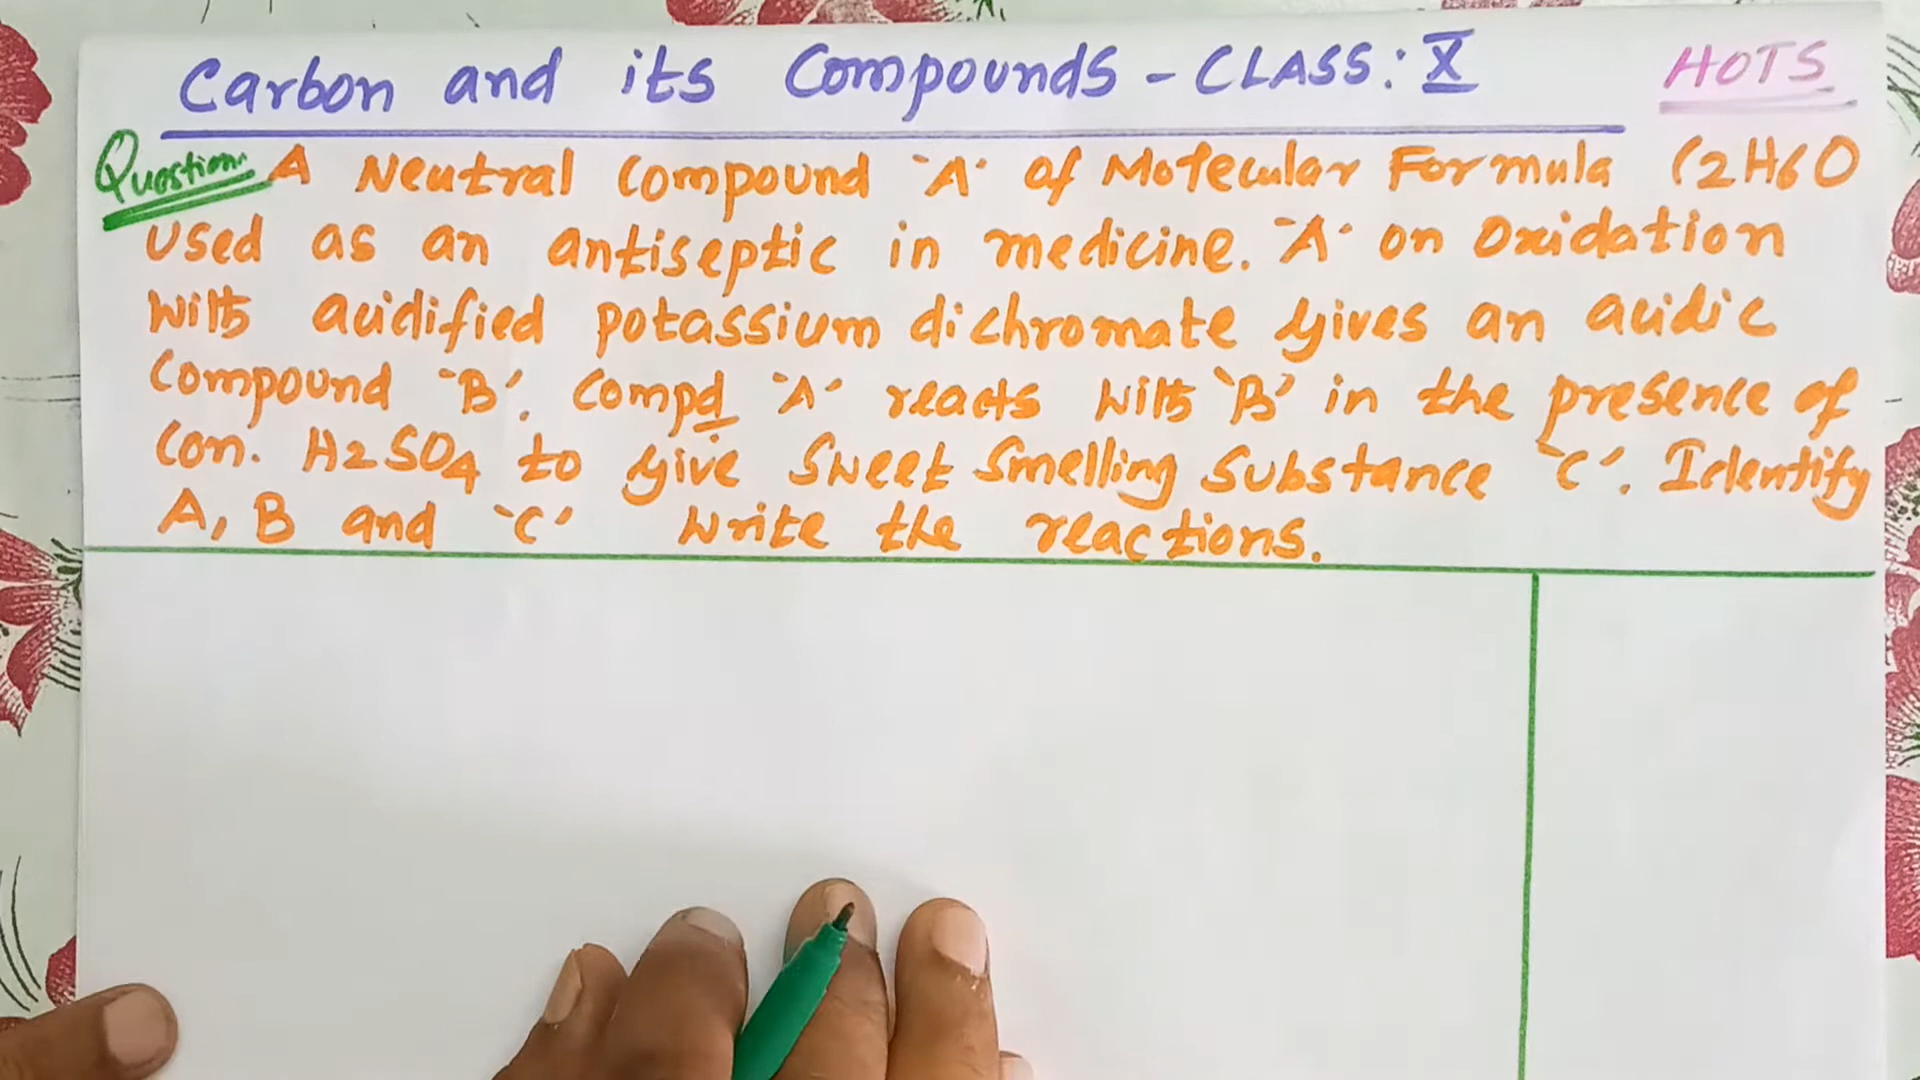 Carbon and its Compounds - CLASS: X HOTS
Question: A Neutral Compound 'A' of Molecular Formula C2H6O
used as an antiseptic in medicine. 'A' on Oxidation
with acidified potassium dichromate gives an acidic
Compound 'B'. Compd 'A' reacts with 'B' in the presence of
Con. H2SO4 to give Sweet Smelling Substance 'C'. Identify
A, B and 'C' Write the reactions.